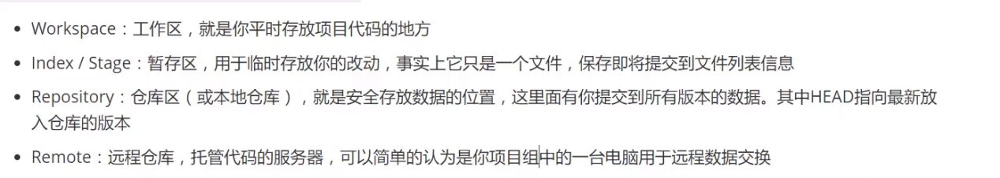 • Workspace：工作区，就是你平时存放项目代码的地方
• Index / Stage：暂存区，用于临时存放你的改动，事实上它只是一个文件，保存即将提交到文件列表信息
• Repository：仓库区（或本地仓库），就是安全存放数据的位置，这里面有你提交到所有版本的数据。其中HEAD指向最新放
入仓库的版本
• Remote：远程仓库，托管代码的服务器，可以简单的认为是你项目组中的一台电脑用于远程数据交换